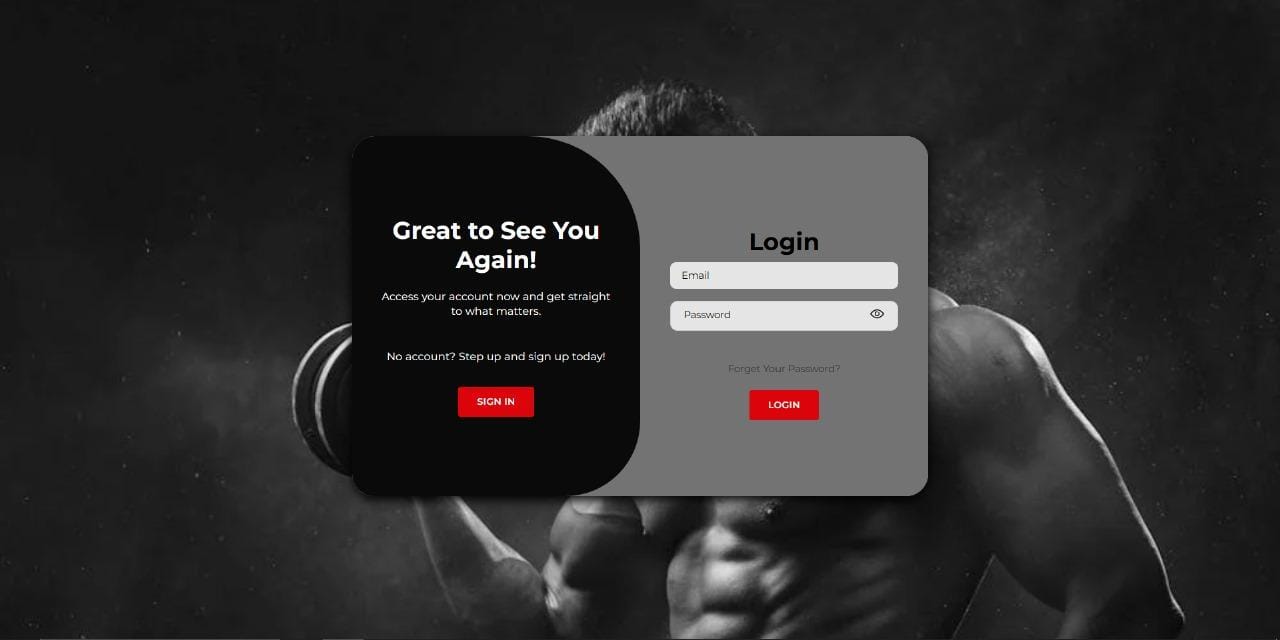 Great to See You
Again!
Access your account now and get straight
to what matters.
No account? Step up and sign up today!
SIGN IN
Login
Email
Password
Forget Your Password?
LOGIN